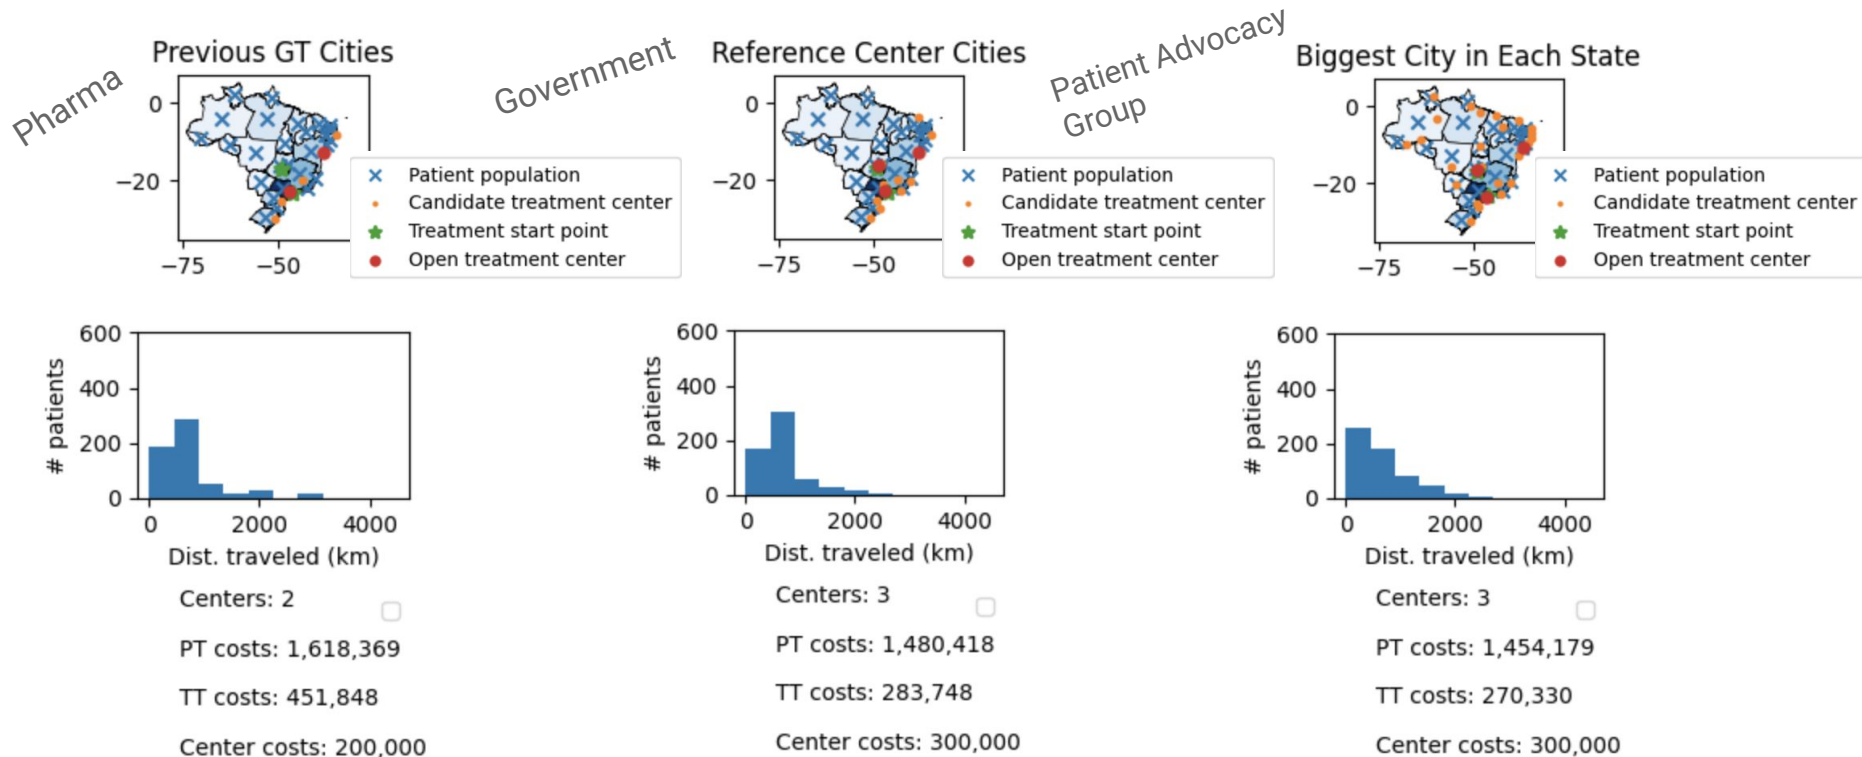 Pharma
Previous GT Cities
0
−20
−75
−50
Patient population
Candidate treatment center
Treatment start point
Open treatment center
600
400
200
0
# patients
0
2000
4000
Dist. traveled (km)
Centers: 2
PT costs: 1,618,369
TT costs: 451,848
Center costs: 200,000
Government
Reference Center Cities
0
−20
−75
−50
Patient population
Candidate treatment center
Treatment start point
Open treatment center
600
400
200
0
# patients
0
2000
4000
Dist. traveled (km)
Centers: 3
PT costs: 1,480,418
TT costs: 283,748
Center costs: 300,000
Patient Advocacy
Group
Biggest City in Each State
0
−20
−75
−50
Patient population
Candidate treatment center
Treatment start point
Open treatment center
600
400
200
0
# patients
0
2000
4000
Dist. traveled (km)
Centers: 3
PT costs: 1,454,179
TT costs: 270,330
Center costs: 300,000